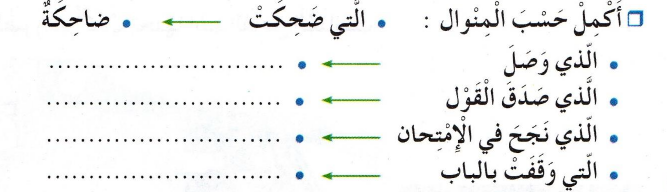 أَكْمِلْ حَسْبَ الْمِنْوال : • الَّتي ضَحِكَتْ ← • ضاحِكَةٌ
• الّذي وَصَلَ ← • ..............................
• الَّذي صَدَقَ الْقَوْل ← • ..............................
• الّذي نَجَحَ في الْاِمْتِحان ← • ..............................
• الّتي وَقَفَتْ بالباب ← • ..............................